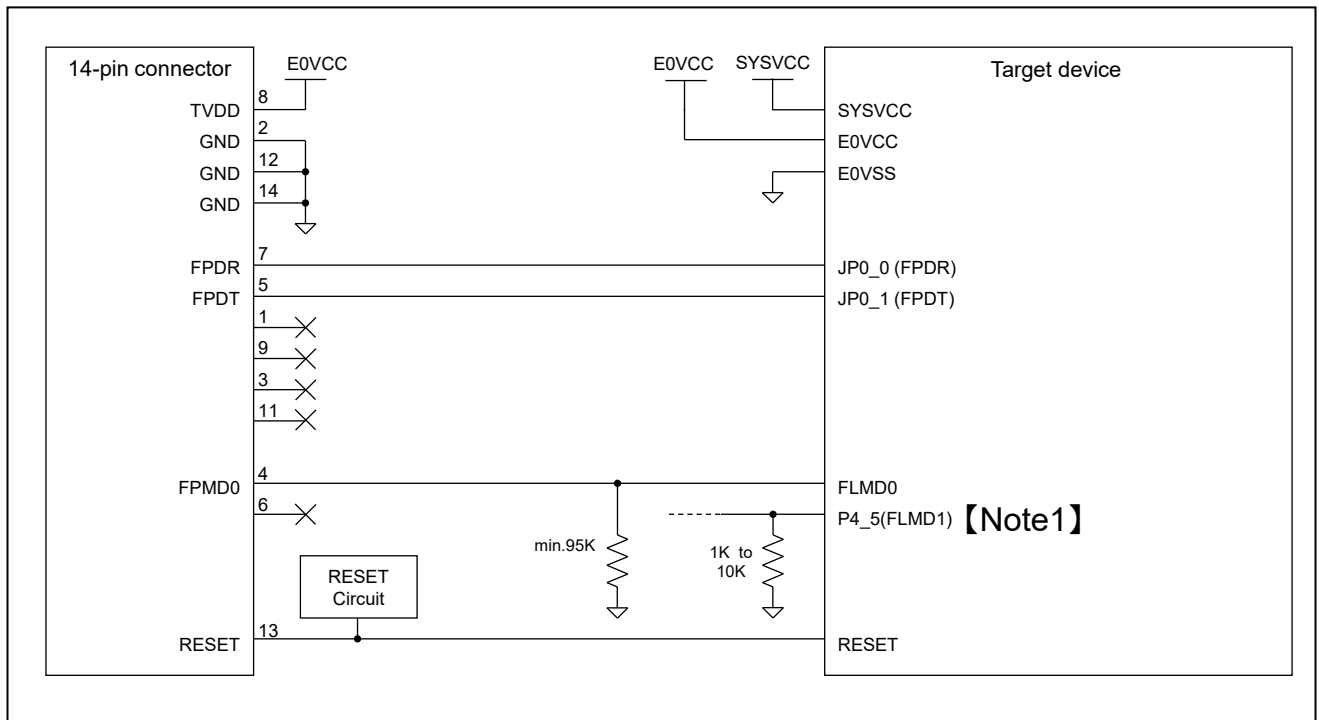 14-pin connector
E0VCC
E0VCC
SYSVCC
Target device
TVDD
8
SYSVCC
GND
2
E0VCC
GND
12
E0VSS
GND
14
FPDR
7
JP0_0 (FPDR)
FPDT
5
JP0_1 (FPDT)
1
9
3
11
FPMD0
4
FLMD0
6
P4_5(FLMD1)【Note1】
min.95K
1K to
10K
RESET
Circuit
RESET
13
RESET